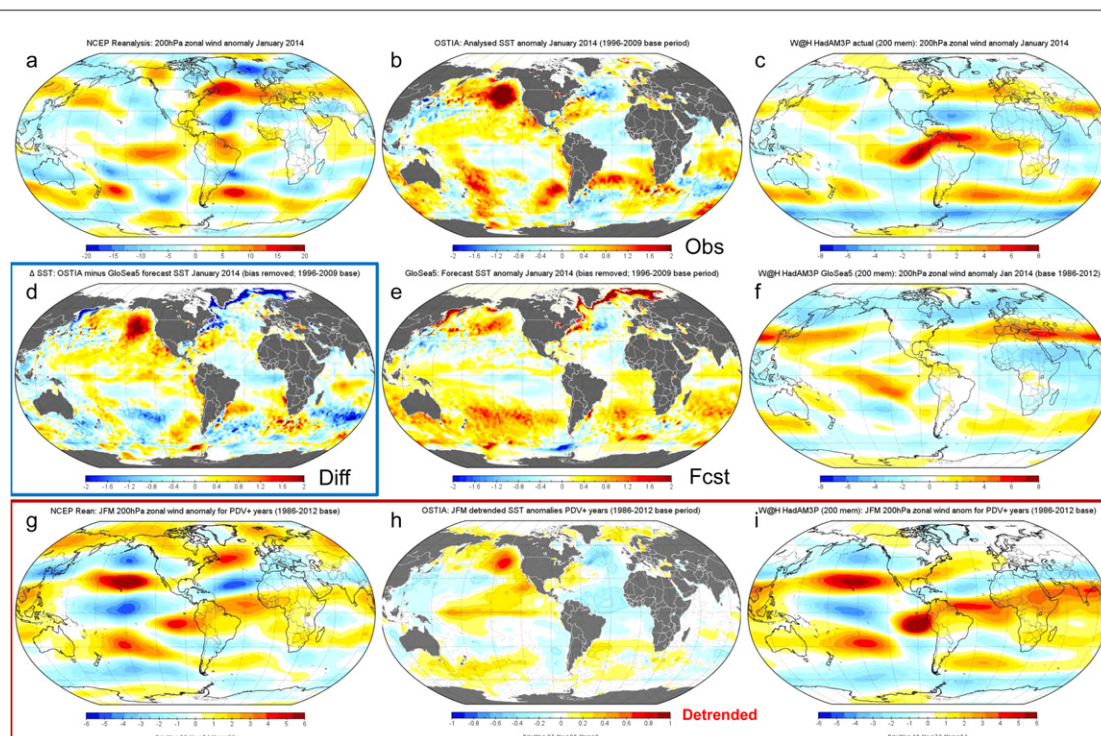 NCEP Reanalysis: 200hPa zonal wind anomaly January 2014
OSTIA: Analysed SST anomaly January 2014 (1996-2009 base period)
W@H HadAM3P actual (200 mem): 200hPa zonal wind anomaly January 2014
a
b
c
-20 -15 -10 -5 0 5 10 15 20
-2 -1.6 -1.2 -0.8 -0.4 0 0.4 0.8 1.2 1.6 2
Obs
-8 -6 -4 -2 0 2 4 6 8
Δ SST: OSTIA minus GloSea5 forecast SST January 2014 (bias removed; 1996-2009 base)
GloSea5: Forecast SST anomaly January 2014 (bias removed; 1996-2009 base period)
W@H HadAM3P GloSea5 (200 mem): 200hPa zonal wind anomaly Jan 2014 (base 1986-2012)
d
e
f
-2 -1.6 -1.2 -0.8 -0.4 0 0.4 0.8 1.2 1.6 2
Diff
-2 -1.6 -1.2 -0.8 -0.4 0 0.4 0.8 1.2 1.6 2
Fcst
-8 -6 -4 -2 0 2 4 6 8
NCEP Rean: JFM 200hPa zonal wind anomaly for PDV+ years (1986-2012 base)
OSTIA: JFM detrended SST anomalies PDV+ years (1986-2012 base period)
W@H HadAM3P (200 mem): JFM 200hPa zonal wind anom for PDV+ years (1986-2012 base)
g
h
i
-6 -5 -4 -3 -2 -1 0 1 2 3 4 5 6
-1 -0.8 -0.6 -0.4 -0.2 0 0.2 0.4 0.6 0.8 1
Detrended
-6 -5 -4 -3 -2 -1 0 1 2 3 4 5 6